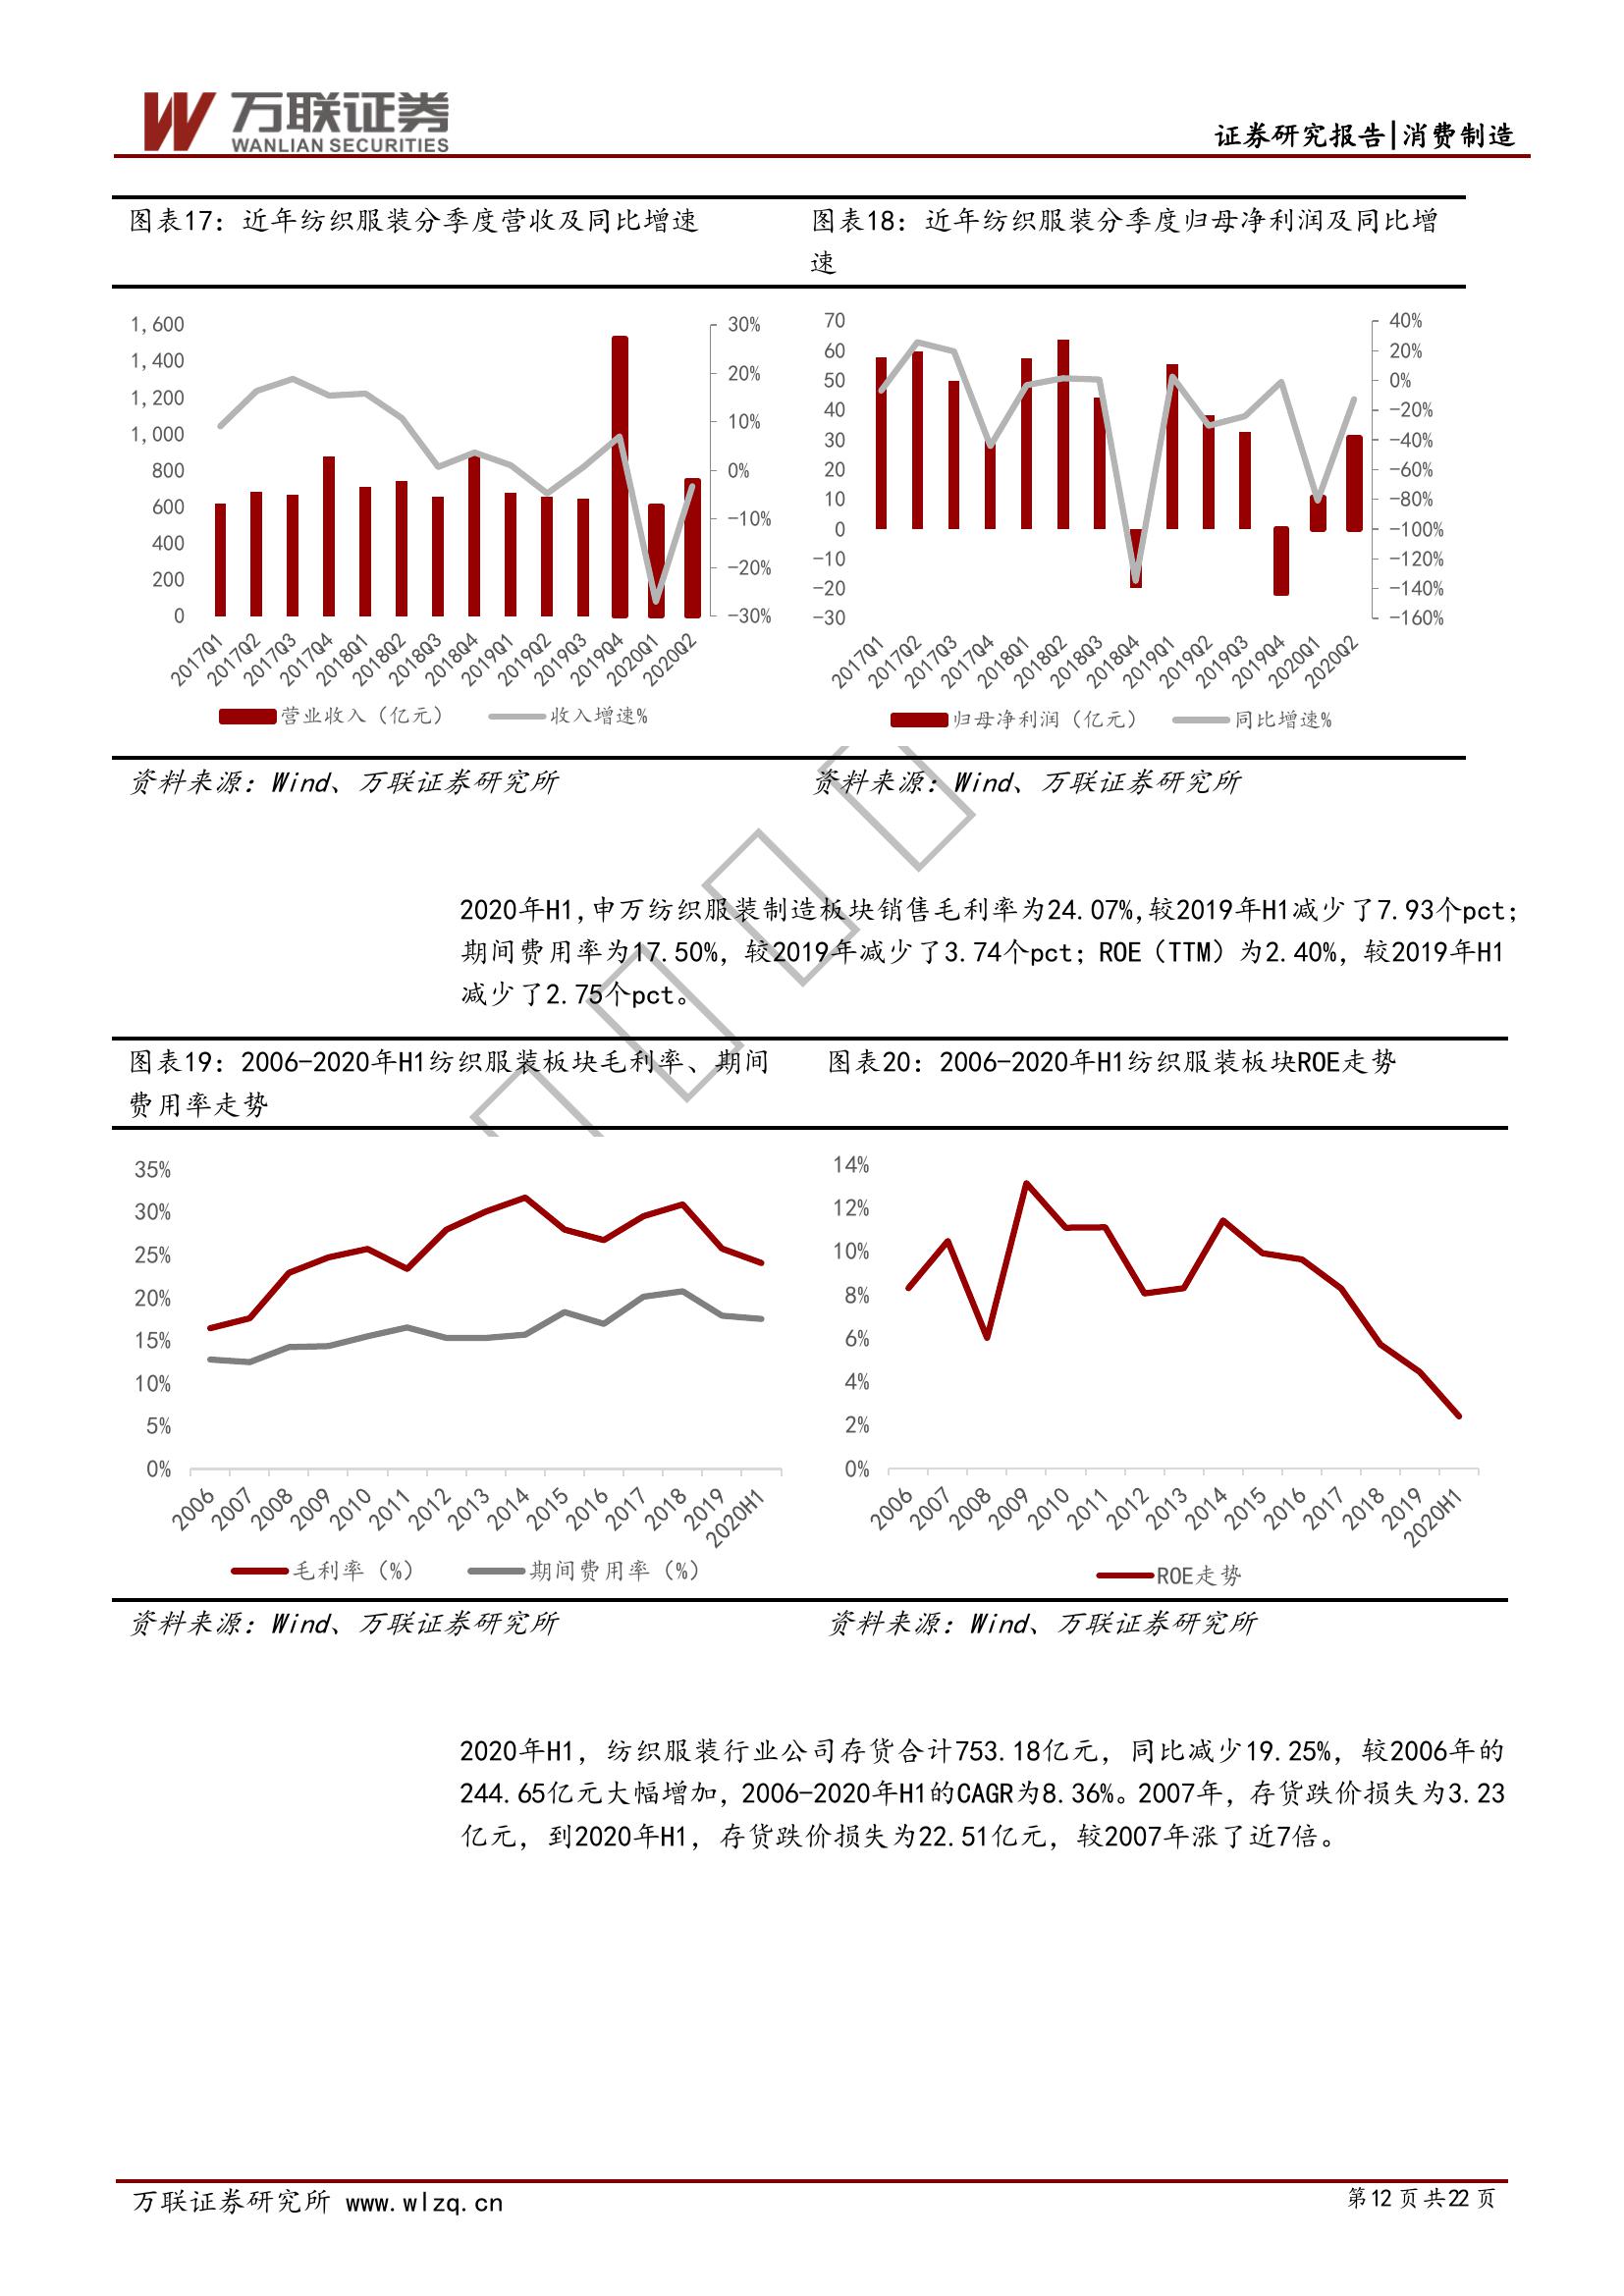 万联证券
WANLIAN SECURITIES
证券研究报告|消费制造
图表17：近年纺织服装分季度营收及同比增速
1,600
1,400
1,200
1,000
800
600
400
200
0
30%
20%
10%
0%
-10%
-20%
-30%
2017Q1
2017Q2
2017Q3
2017Q4
2018Q1
2018Q2
2018Q3
2018Q4
2019Q1
2019Q2
2019Q3
2019Q4
2020Q1
2020Q2
营业收入（亿元）
收入增速%
资料来源：Wind、万联证券研究所
图表18：近年纺织服装分季度归母净利润及同比增
速
70
60
50
40
30
20
10
0
-10
-20
-30
40%
20%
0%
-20%
-40%
-60%
-80%
-100%
-120%
-140%
-160%
2017Q1
2017Q2
2017Q3
2017Q4
2018Q1
2018Q2
2018Q3
2018Q4
2019Q1
2019Q2
2019Q3
2019Q4
2020Q1
2020Q2
归母净利润（亿元）
同比增速%
资料来源：Wind、万联证券研究所
2020年H1,申万纺织服装制造板块销售毛利率为24.07%,较2019年H1减少了7.93个pct；
期间费用率为17.50%，较2019年减少了3.74个pct；ROE（TTM）为2.40%，较2019年H1
减少了2.75个pct。
图表19：2006-2020年H1纺织服装板块毛利率、期间
费用率走势
35%
30%
25%
20%
15%
10%
5%
0%
2006
2007
2008
2009
2010
2011
2012
2013
2014
2015
2016
2017
2018
2019
2020H1
毛利率（%）
期间费用率（%）
资料来源：Wind、万联证券研究所
图表20：2006-2020年H1纺织服装板块ROE走势
14%
12%
10%
8%
6%
4%
2%
0%
2006
2007
2008
2009
2010
2011
2012
2013
2014
2015
2016
2017
2018
2019
2020H1
ROE走势
资料来源：Wind、万联证券研究所
2020年H1，纺织服装行业公司存货合计753.18亿元，同比减少19.25%，较2006年的
244.65亿元大幅增加，2006-2020年H1的CAGR为8.36%。2007年，存货跌价损失为3.23
亿元，到2020年H1，存货跌价损失为22.51亿元，较2007年涨了近7倍。
万联证券研究所 www.wlzq.cn
第12页共22页